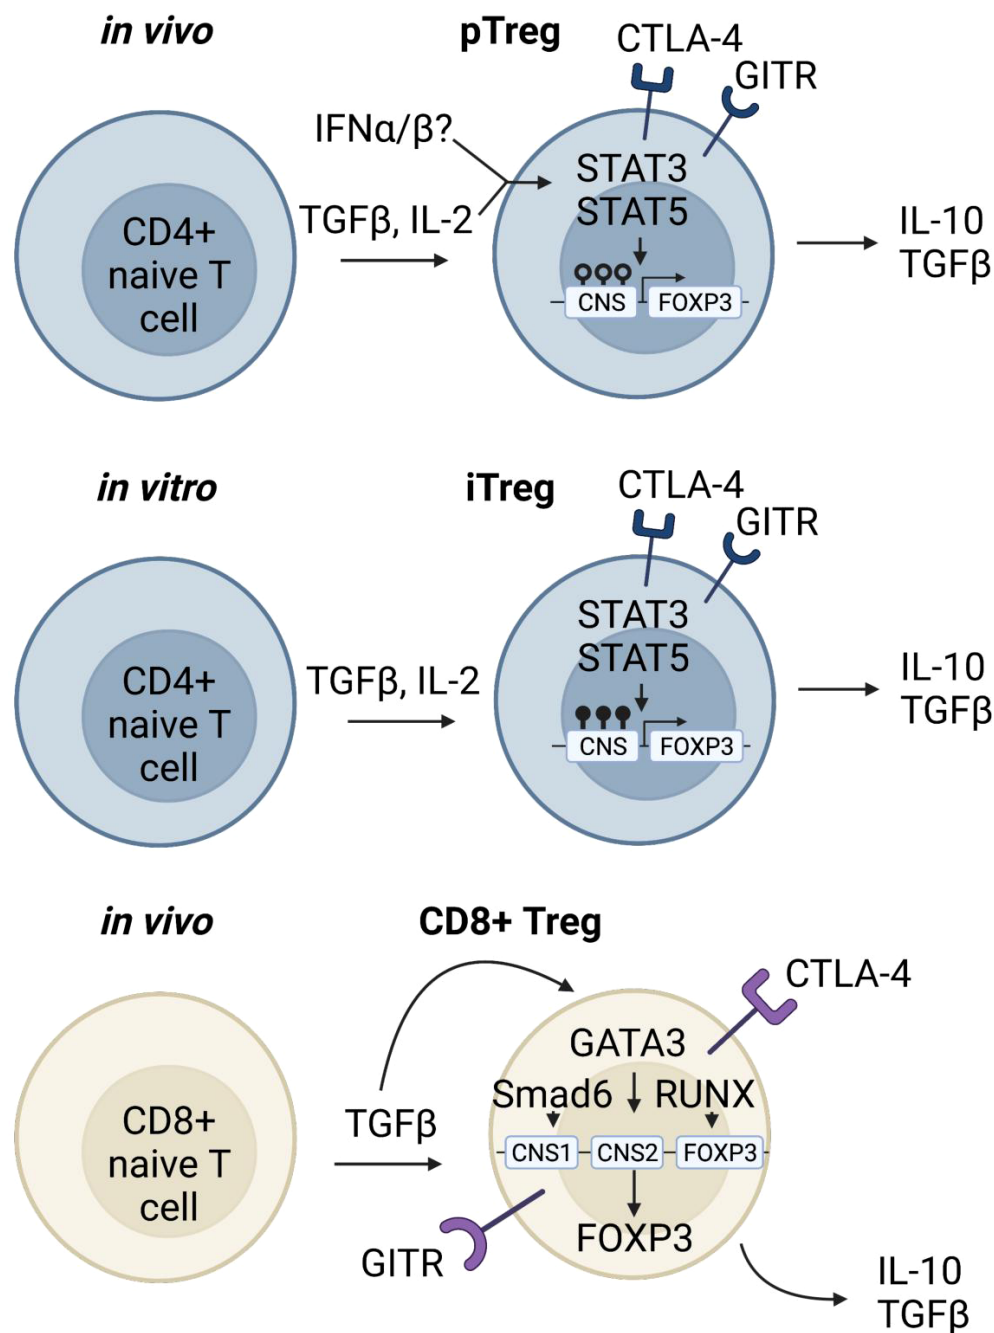 in vivo
pTreg
CTLA-4
GITR
IFNα/β?
TGFβ, IL-2
CD4+
naive T
cell
STAT3
STAT5
CNS
FOXP3
IL-10
TGFβ
in vitro
iTreg
CTLA-4
GITR
TGFβ, IL-2
CD4+
naive T
cell
STAT3
STAT5
CNS
FOXP3
IL-10
TGFβ
in vivo
CD8+ Treg
CTLA-4
CD8+
naive T
cell
TGFβ
GATA3
Smad6
RUNX
CNS1
CNS2
FOXP3
FOXP3
GITR
IL-10
TGFβ